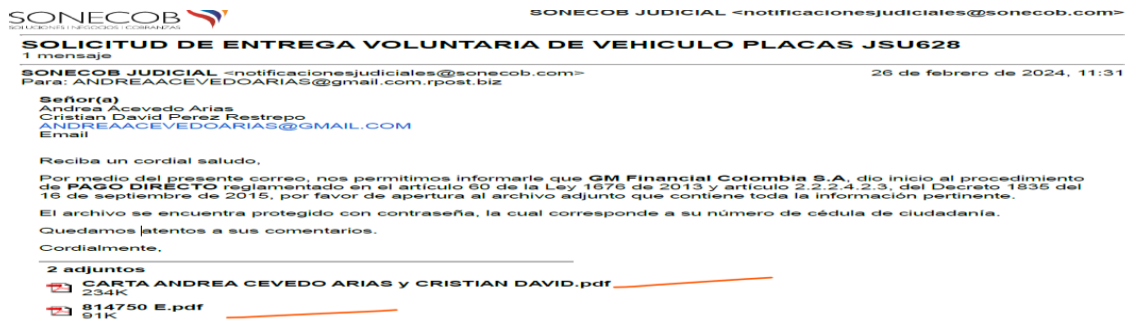 SONECOB
SOLUCIONES I NEGOCIOS I COBRANZAS
SONECOB JUDICIAL <notificacionesjudiciales@sonecob.com>
SOLICITUD DE ENTREGA VOLUNTARIA DE VEHICULO PLACAS JSU628
1 mensaje
SONECOB JUDICIAL <notificacionesjudiciales@sonecob.com>
26 de febrero de 2024, 11:31
Para: ANDREAACEVEDOARIAS@gmail.com.rpost.biz
Señor(a)
Andrea Acevedo Arias
Cristian David Perez Restrepo
ANDREAACEVEDOARIAS@GMAIL.COM
Email
Reciba un cordial saludo,
Por medio del presente correo, nos permitimos informarle que GM Financial Colombia S.A, dio inicio al procedimiento
de PAGO DIRECTO reglamentado en el artículo 60 de la Ley 1676 de 2013 y artículo 2.2.2.4.2.3, del Decreto 1835 del
16 de septiembre de 2015, por favor de apertura al archivo adjunto que contiene toda la información pertinente.
El archivo se encuentra protegido con contraseña, la cual corresponde a su número de cédula de ciudadanía.
Quedamos atentos a sus comentarios.
Cordialmente,
2 adjuntos
CARTA ANDREA CEVEDO ARIAS y CRISTIAN DAVID.pdf
234K
814750 E.pdf
91K